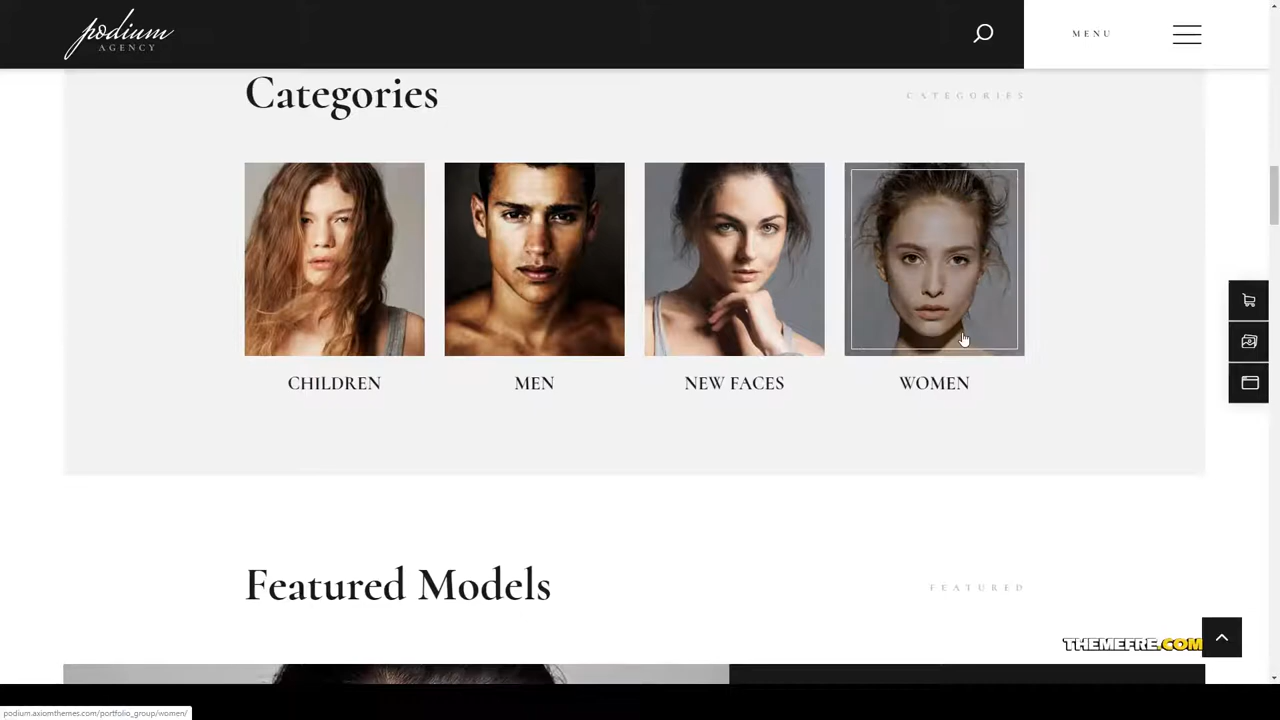 podium
AGENCY
MENU
Categories
CATEGORIES
CHILDREN
MEN
NEW FACES
WOMEN
Featured Models
FEATURED
THEMEFRE.COM
podium.axiomthemes.com/portfolio_group/women/